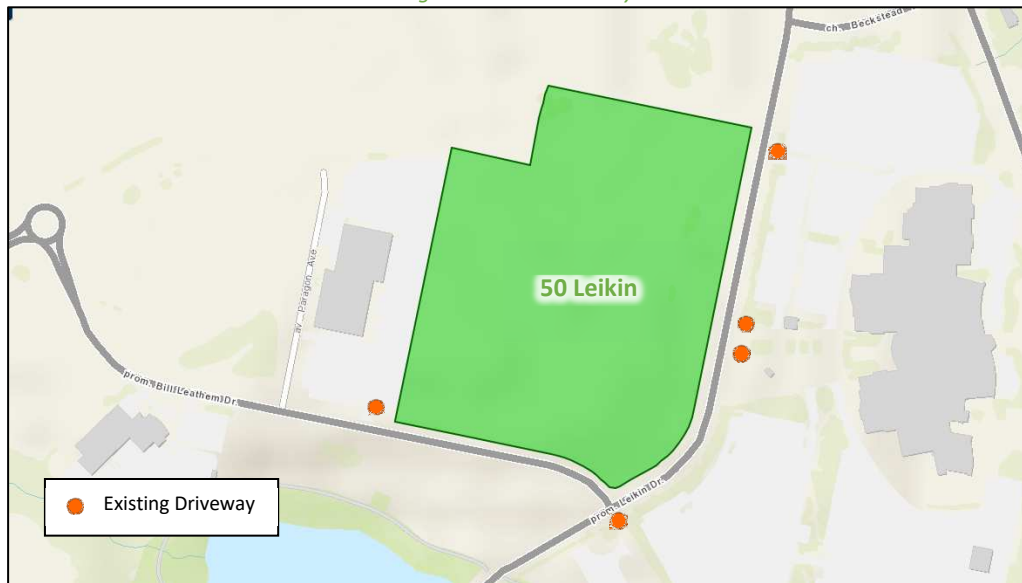 ch. Beckstead
50 Leikin
av. Paragon Ave
prom. Bill Leathem Dr.
prom. Leikin Dr.
Existing Driveway